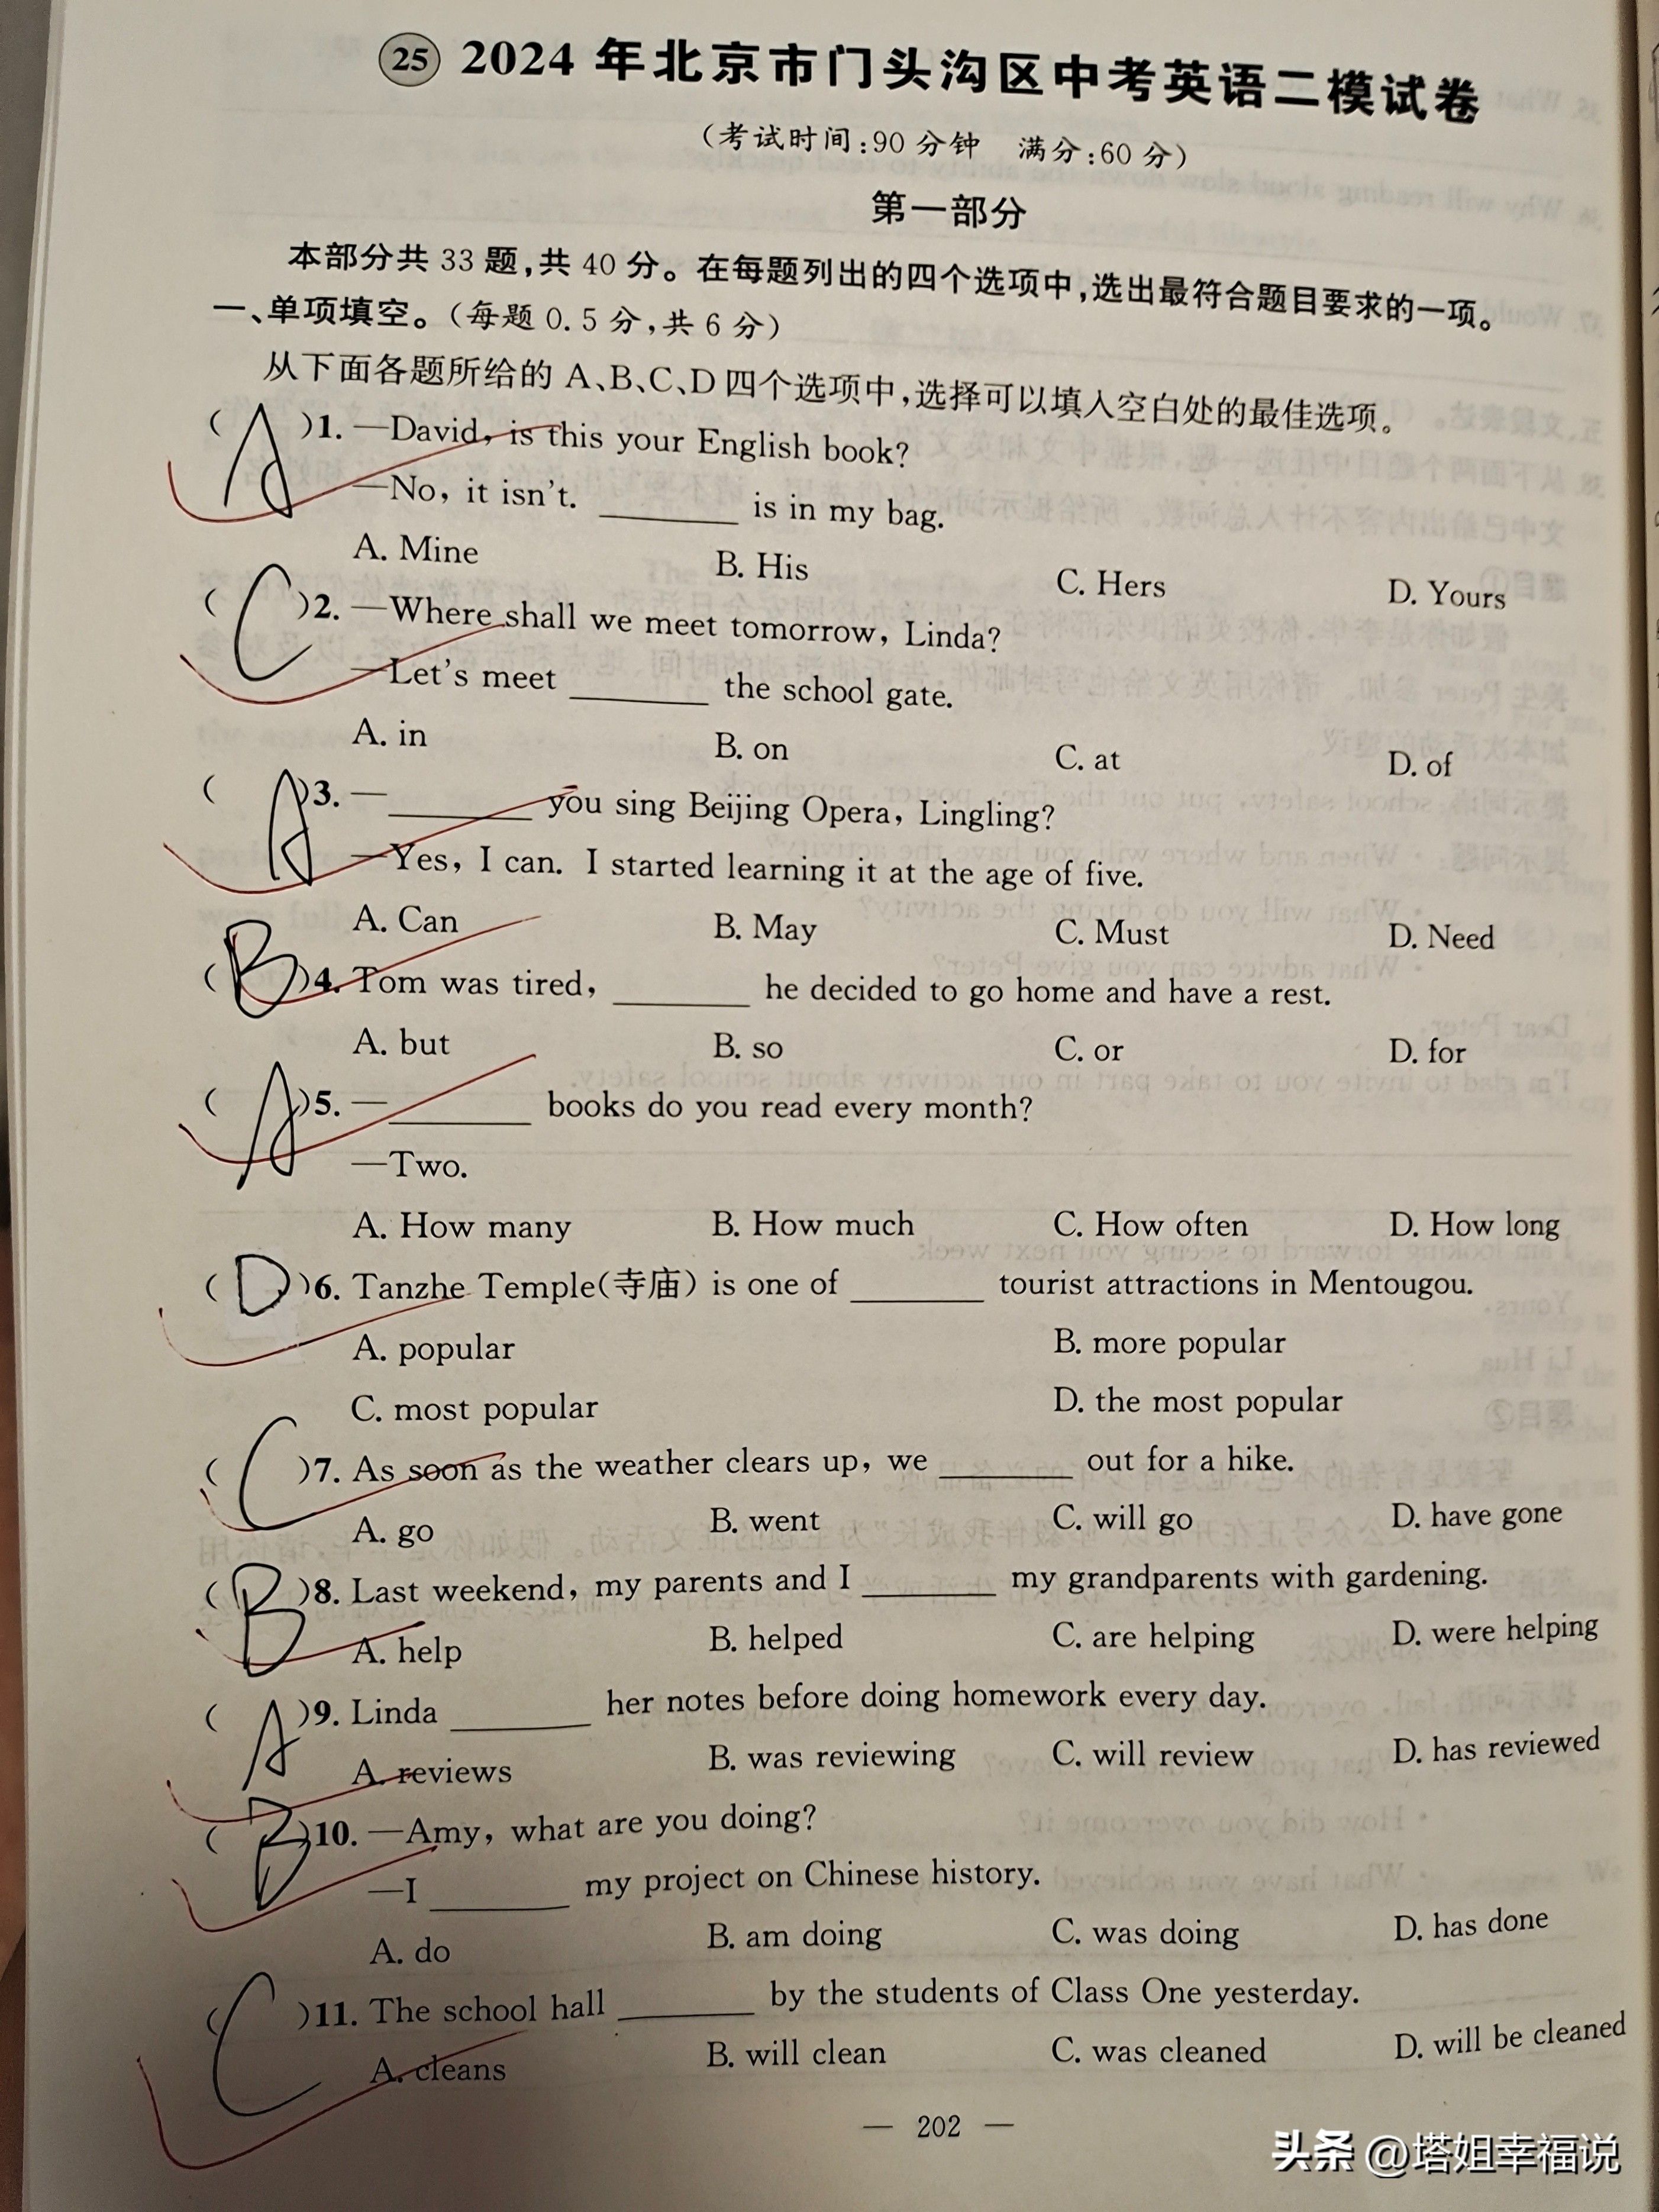 25 2024年北京市门头沟区中考英语二模试卷
(考试时间:90分钟 满分:60分)
第一部分
本部分共33题,共40分。在每题列出的四个选项中,选出最符合题目要求的一项。
一、单项填空。(每题0.5分,共6分)
从下面各题所给的A、B、C、D四个选项中,选择可以填入空白处的最佳选项。
( A )1. —David, is this your English book?
—No, it isn't. ________ is in my bag.
A. Mine B. His C. Hers D. Yours
( C )2. —Where shall we meet tomorrow, Linda?
—Let's meet ________ the school gate.
A. in B. on C. at D. of
( A )3. —________ you sing Beijing Opera, Lingling?
—Yes, I can. I started learning it at the age of five.
A. Can B. May C. Must D. Need
( B )4. Tom was tired, ________ he decided to go home and have a rest.
A. but B. so C. or D. for
( A )5. —________ books do you read every month?
—Two.
A. How many B. How much C. How often D. How long
( D )6. Tanzhe Temple(寺庙) is one of ________ tourist attractions in Mentougou.
A. popular B. more popular
C. most popular D. the most popular
( C )7. As soon as the weather clears up, we ________ out for a hike.
A. go B. went C. will go D. have gone
( B )8. Last weekend, my parents and I ________ my grandparents with gardening.
A. help B. helped C. are helping D. were helping
( A )9. Linda ________ her notes before doing homework every day.
A. reviews B. was reviewing C. will review D. has reviewed
( B )10. —Amy, what are you doing?
—I ________ my project on Chinese history.
A. do B. am doing C. was doing D. has done
( C )11. The school hall ________ by the students of Class One yesterday.
A. cleans B. will clean C. was cleaned D. will be cleaned
— 202 —
头条 @塔姐幸福说